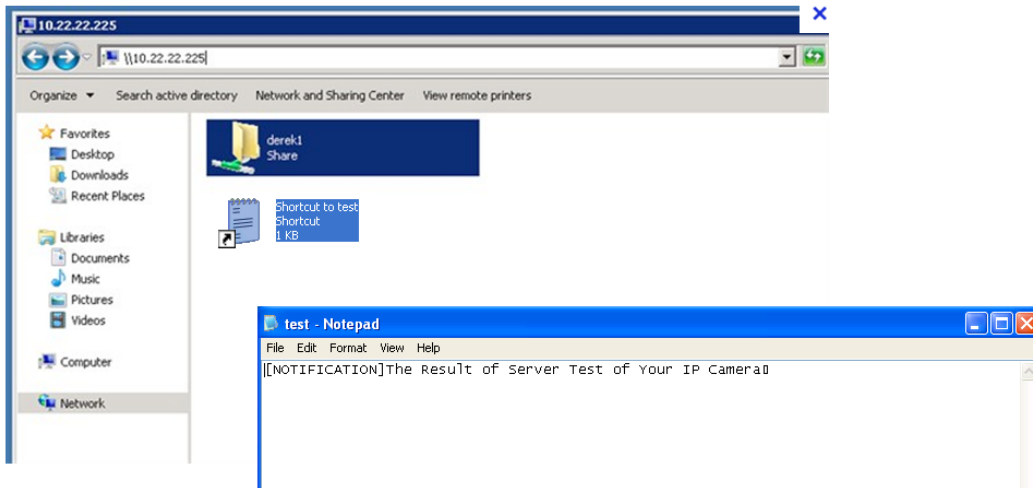 10.22.22.225
\\10.22.22.225
Organize Search active directory Network and Sharing Center View remote printers
Favorites
Desktop
Downloads
Recent Places
Libraries
Documents
Music
Pictures
Videos
Computer
Network
derek1
Share
Shortcut to test
Shortcut
1 KB
test - Notepad
File Edit Format View Help
[NOTIFICATION]The Result of Server Test of Your IP Camera▯